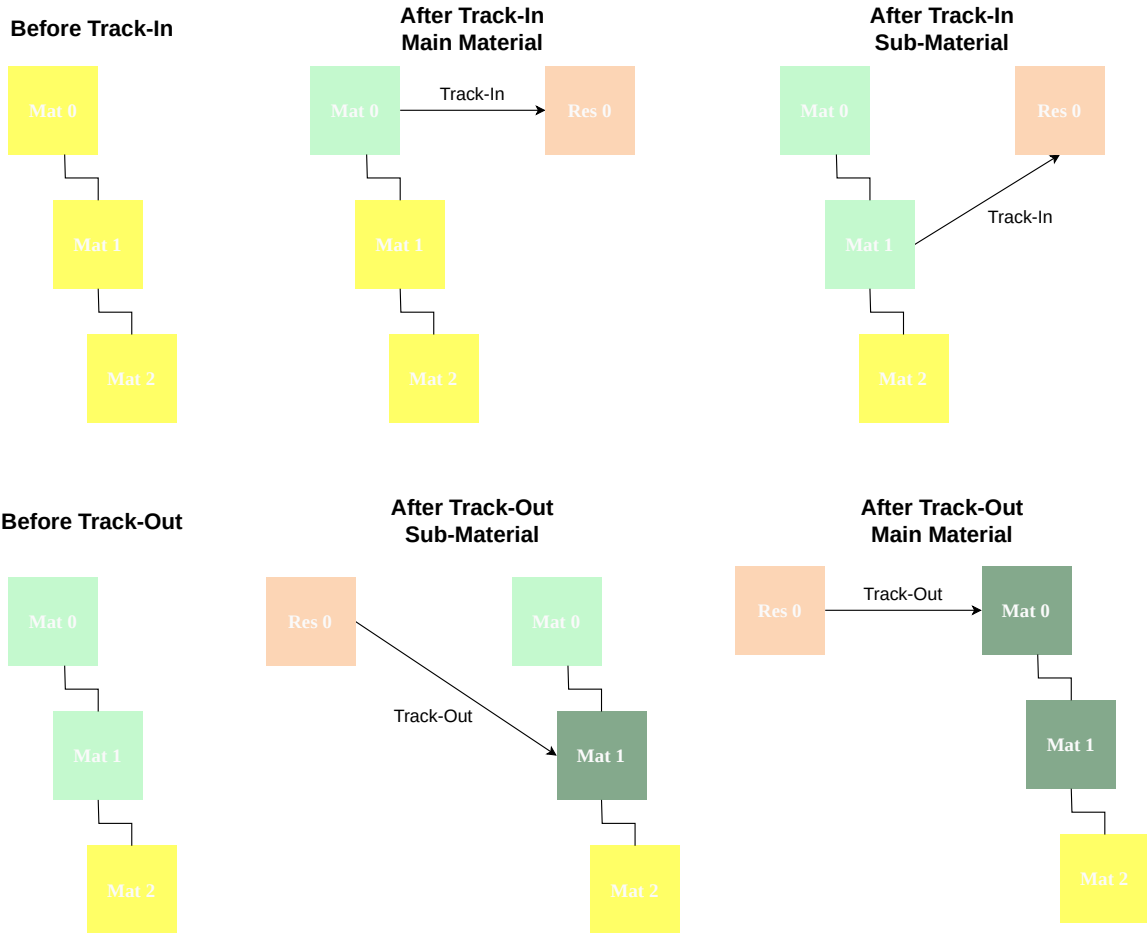 Before Track-In
After Track-In
Main Material
After Track-In
Sub-Material
Mat 0
Mat 0
Track-In
Res 0
Mat 0
Res 0
Mat 1
Mat 1
Mat 1
Track-In
Mat 2
Mat 2
Mat 2
Before Track-Out
After Track-Out
Sub-Material
After Track-Out
Main Material
Mat 0
Res 0
Mat 0
Res 0
Track-Out
Mat 0
Mat 1
Track-Out
Mat 1
Mat 1
Mat 2
Mat 2
Mat 2